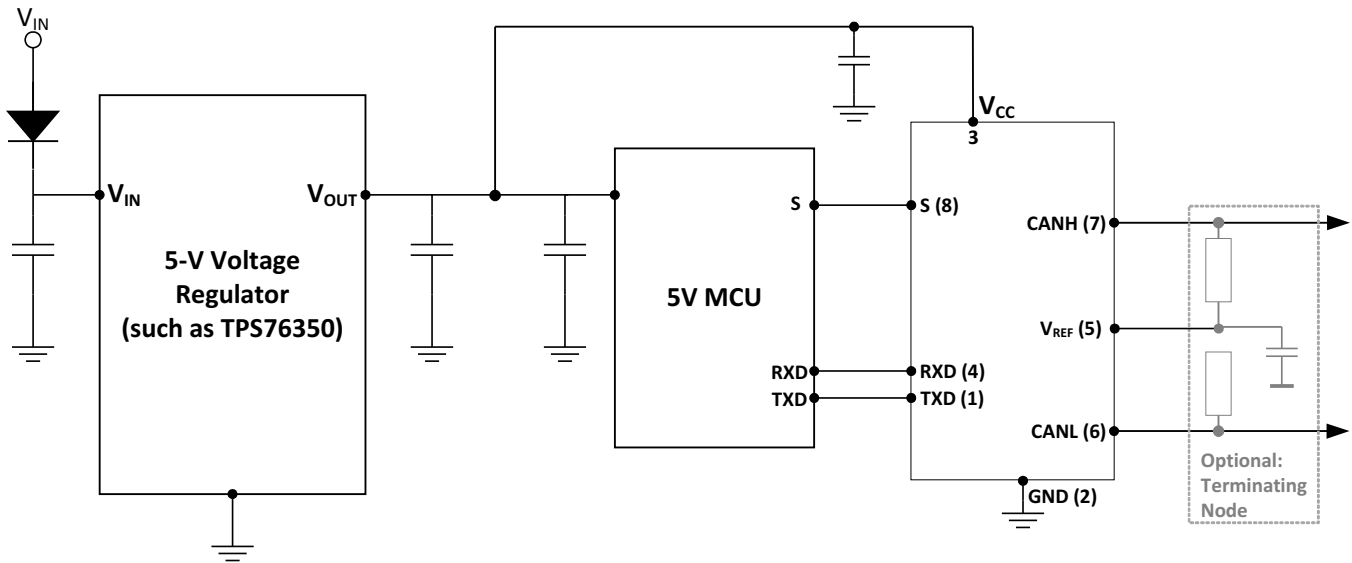 VIN
VCC
3
VIN
VOUT
S
S (8)
CANH (7)
5-V Voltage
Regulator
(such as TPS76350)
5V MCU
VREF (5)
RXD
RXD (4)
TXD
TXD (1)
CANL (6)
Optional:
Terminating
Node
GND (2)